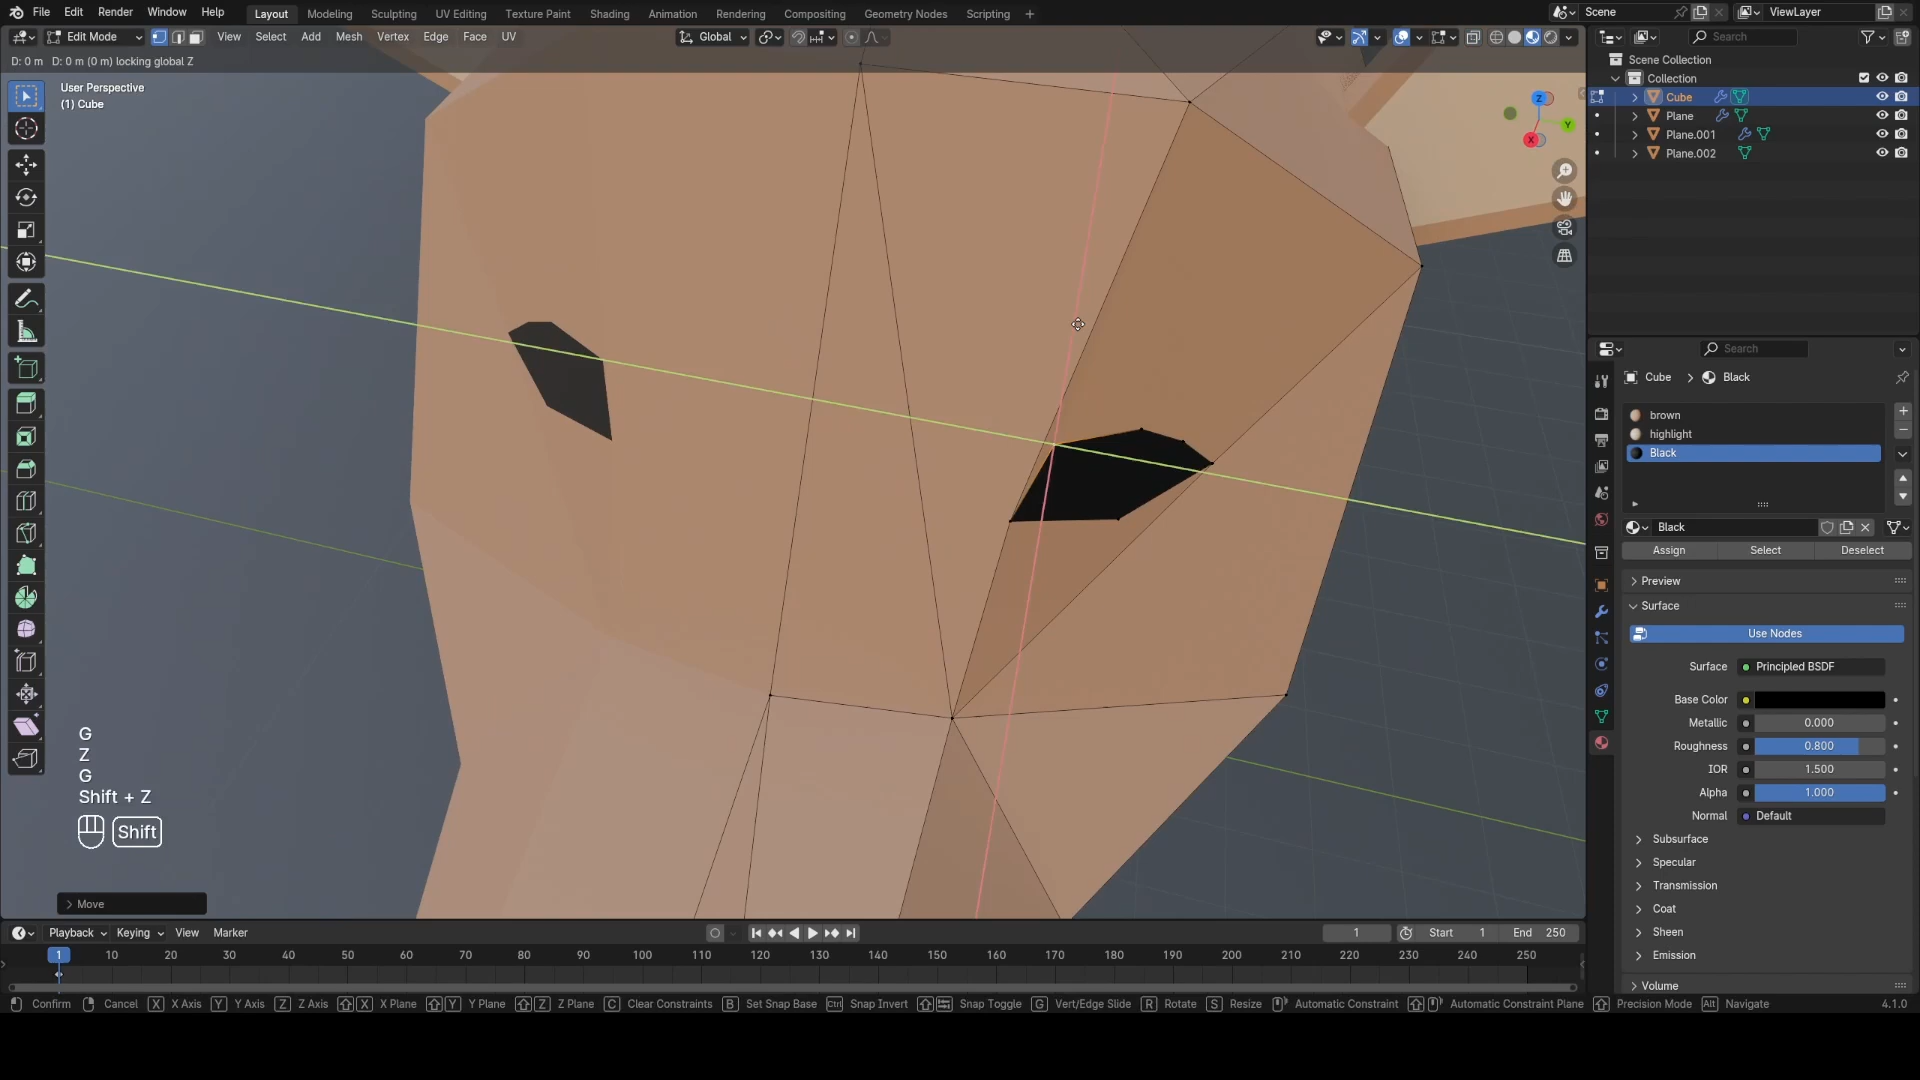 File Edit Render Window Help Layout Modeling Sculpting UV Editing Texture Paint Shading Animation Rendering Compositing Geometry Nodes Scripting + Scene ViewLayer
Edit Mode View Select Add Mesh Vertex Edge Face UV Global Search
D: 0 m D: 0 m (0 m) locking global Z
User Perspective
(1) Cube
Z
Y
X
Scene Collection
Collection
Cube
Plane
Plane.001
Plane.002
Search
Cube > Black
brown
highlight
Black
Black
Assign Select Deselect
Preview
Surface
Use Nodes
Surface Principled BSDF
Base Color
Metallic 0.000
Roughness 0.800
IOR 1.500
Alpha 1.000
Normal Default
Subsurface
Specular
Transmission
Coat
Sheen
Emission
Volume
G
Z
G
Shift + Z
Shift
> Move
Playback Keying View Marker 1 Start 1 End 250
1 10 20 30 40 50 60 70 80 90 100 110 120 130 140 150 160 170 180 190 200 210 220 230 240 250
Confirm Cancel X X Axis Y Y Axis Z Z Axis X X Plane Y Y Plane Z Z Plane C Clear Constraints B Set Snap Base Ctrl Snap Invert Snap Toggle G Vert/Edge Slide R Rotate S Resize Automatic Constraint Automatic Constraint Plane Precision Mode Alt Navigate 4.1.0